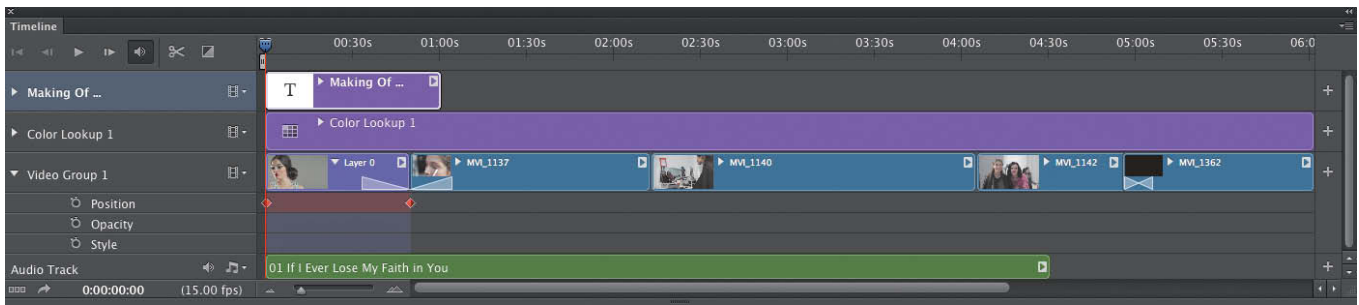 Timeline
00:30s 01:00s 01:30s 02:00s 02:30s 03:00s 03:30s 04:00s 04:30s 05:00s 05:30s 06:0
Making Of ... T Making Of ...
Color Lookup 1 Color Lookup 1
Video Group 1 Layer 0 MVI_1137 MVI_1140 MVI_1142 MVI_1362
Position
Opacity
Style
Audio Track 01 If I Ever Lose My Faith in You
0:00:00:00 (15.00 fps)